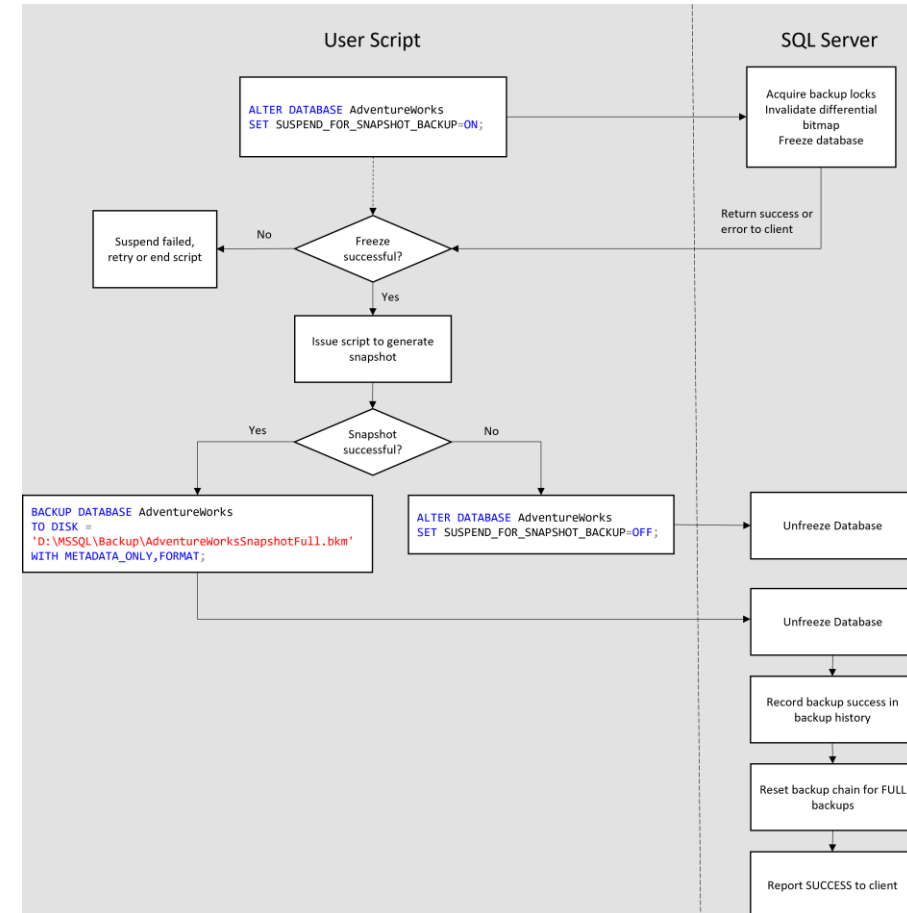 User Script
SQL Server
ALTER DATABASE AdventureWorks
SET SUSPEND_FOR_SNAPSHOT_BACKUP=ON;
Acquire backup locks
Invalidate differential
bitmap
Freeze database
Return success or
error to client
Freeze
successful?
No
Suspend failed,
retry or end script
Yes
Issue script to generate
snapshot
Snapshot
successful?
Yes
No
BACKUP DATABASE AdventureWorks
TO DISK =
'D:\MSSQL\Backup\AdventureWorksSnapshotFull.bkm'
WITH METADATA_ONLY,FORMAT;
ALTER DATABASE AdventureWorks
SET SUSPEND_FOR_SNAPSHOT_BACKUP=OFF;
Unfreeze Database
Unfreeze Database
Record backup success in
backup history
Reset backup chain for FULL
backups
Report SUCCESS to client